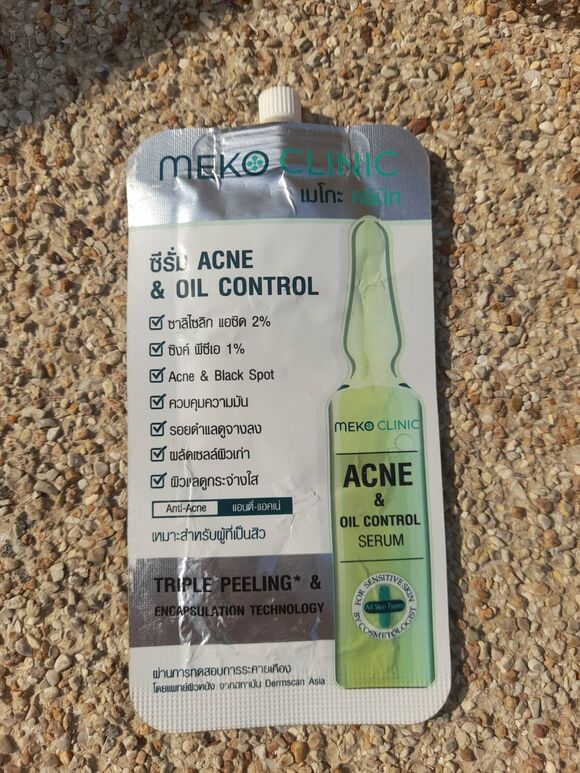 MEKO CLINIC
เมโกะ คลินิก
ซีรั่ม ACNE
& OIL CONTROL
ซาลิไซลิก แอซิด 2%
ซิงค์ พีซีเอ 1%
Acne & Black Spot
ควบคุมความมัน
รอยดำแลดูจางลง
ผลัดเซลล์ผิวเก่า
ผิวแลดูกระจ่างใส
Anti-Acne แอนตี้-แอคเน่
เหมาะสำหรับผู้ที่เป็นสิว
TRIPLE PEELING* &
ENCAPSULATION TECHNOLOGY
ผ่านการทดสอบการระคายเคือง
โดยแพทย์ผิวหนัง จากสถาบัน Dermscan Asia
MEKO CLINIC
ACNE
&
OIL CONTROL
SERUM
FOR SENSITIVE SKIN
All Skin Types
BY COSMETOLOGIST